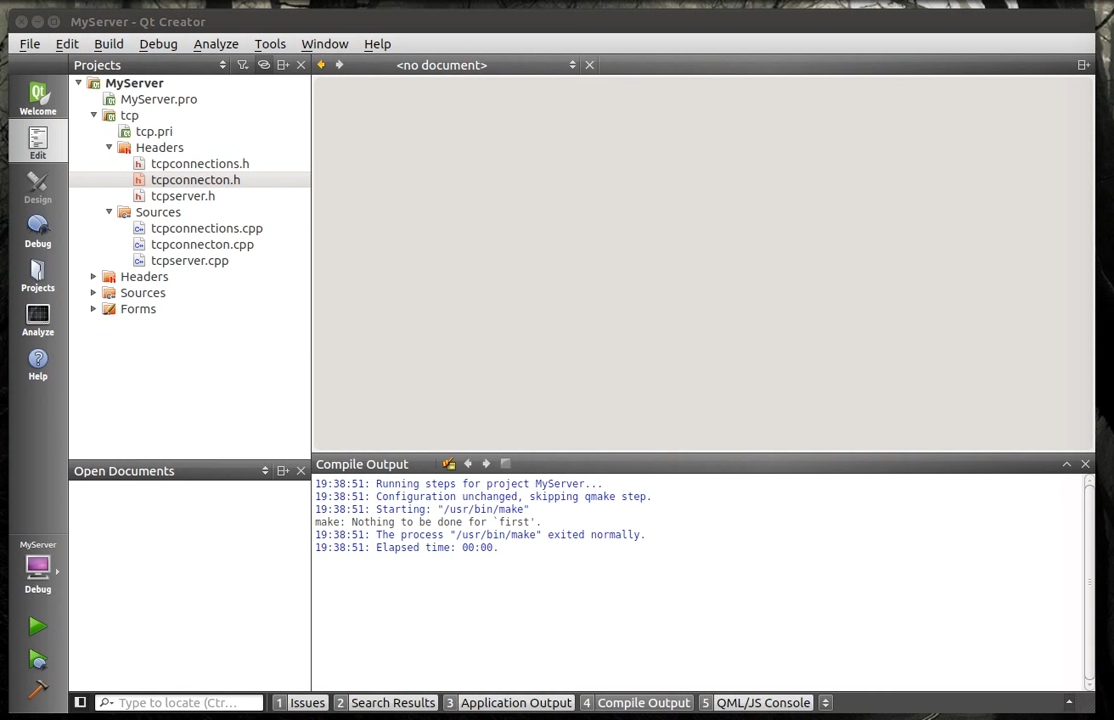 MyServer - Qt Creator
File Edit Build Debug Analyze Tools Window Help
Projects
<no document>
Welcome
Edit
Design
Debug
Projects
Analyze
Help
MyServer
MyServer.pro
tcp
tcp.pri
Headers
tcpconnections.h
tcpconnecton.h
tcpserver.h
Sources
tcpconnections.cpp
tcpconnecton.cpp
tcpserver.cpp
Headers
Sources
Forms
Open Documents
Compile Output
19:38:51: Running steps for project MyServer...
19:38:51: Configuration unchanged, skipping qmake step.
19:38:51: Starting: "/usr/bin/make"
make: Nothing to be done for `first'.
19:38:51: The process "/usr/bin/make" exited normally.
19:38:51: Elapsed time: 00:00.
MyServer
Debug
Type to locate (Ctr...
1 Issues 2 Search Results 3 Application Output 4 Compile Output 5 QML/JS Console